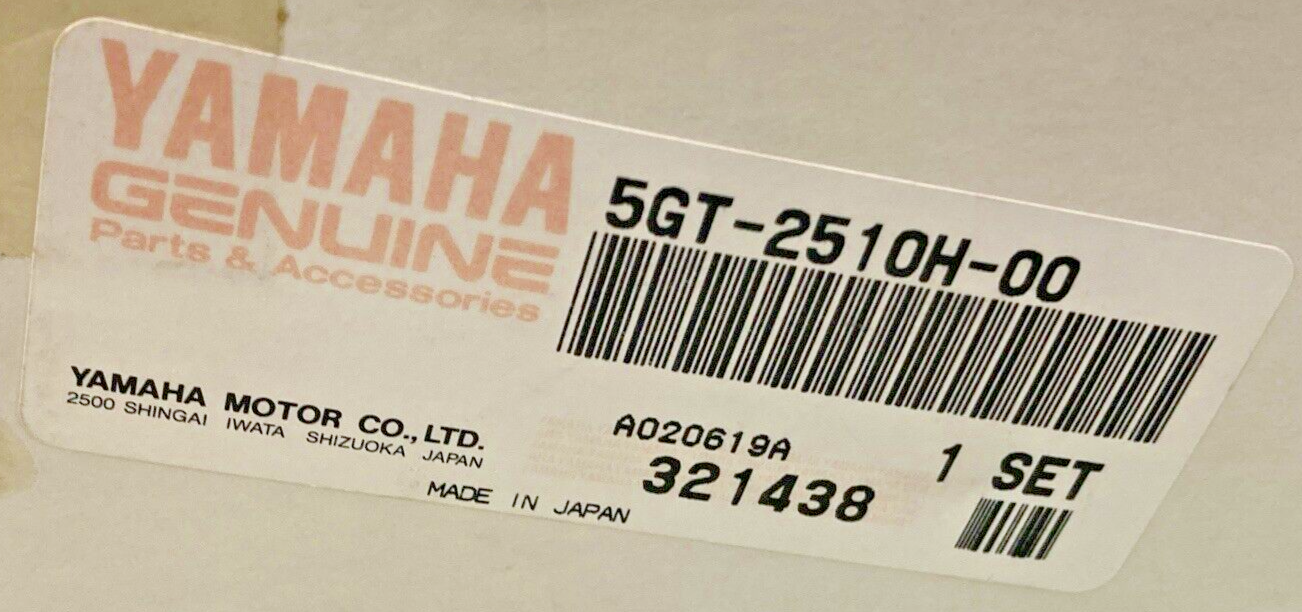 YAMAHA
GENUINE
Parts & Accessories
5GT-2510H-00
YAMAHA MOTOR CO., LTD.
2500 SHINGAI IWATA SHIZUOKA JAPAN
MADE IN JAPAN
A020619A
321438
1 SET